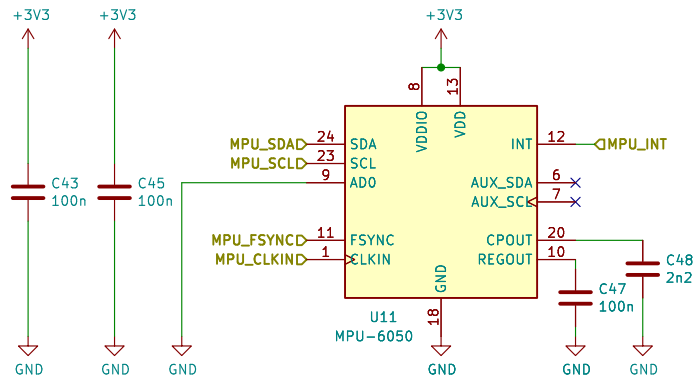 +3V3
+3V3
+3V3
8
13
VDDIO
VDD
MPU_SDA
24
SDA
INT
12
MPU_INT
MPU_SCL
23
SCL
9
AD0
AUX_SDA
6
C43
100n
C45
100n
AUX_SCL
7
MPU_FSYNC
11
FSYNC
CPOUT
20
MPU_CLKIN
1
CLKIN
REGOUT
10
C48
2n2
GND
C47
100n
18
U11
MPU-6050
GND
GND
GND
GND
GND
GND